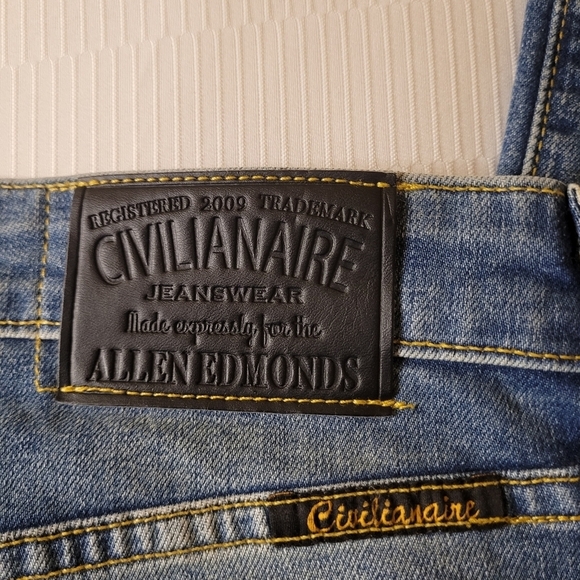 REGISTERED 2009 TRADEMARK
CIVILIANAIRE
JEANSWEAR
Made expressly for the
ALLEN EDMONDS
Civilianaire